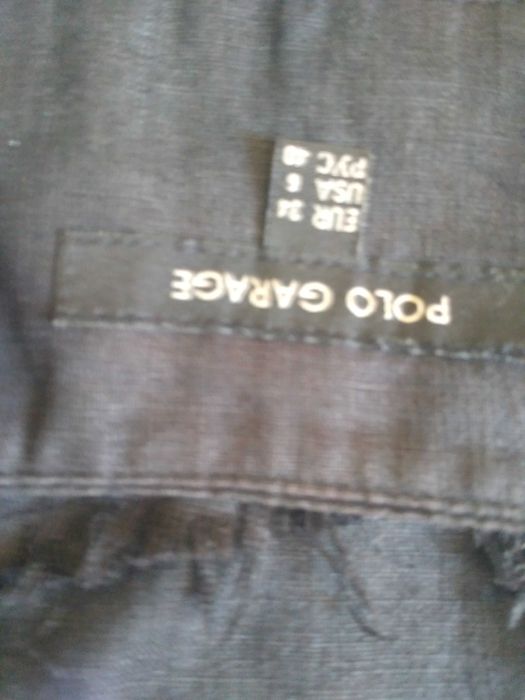 POLO GARAGE
EUR 34
USA 6
РУС 40